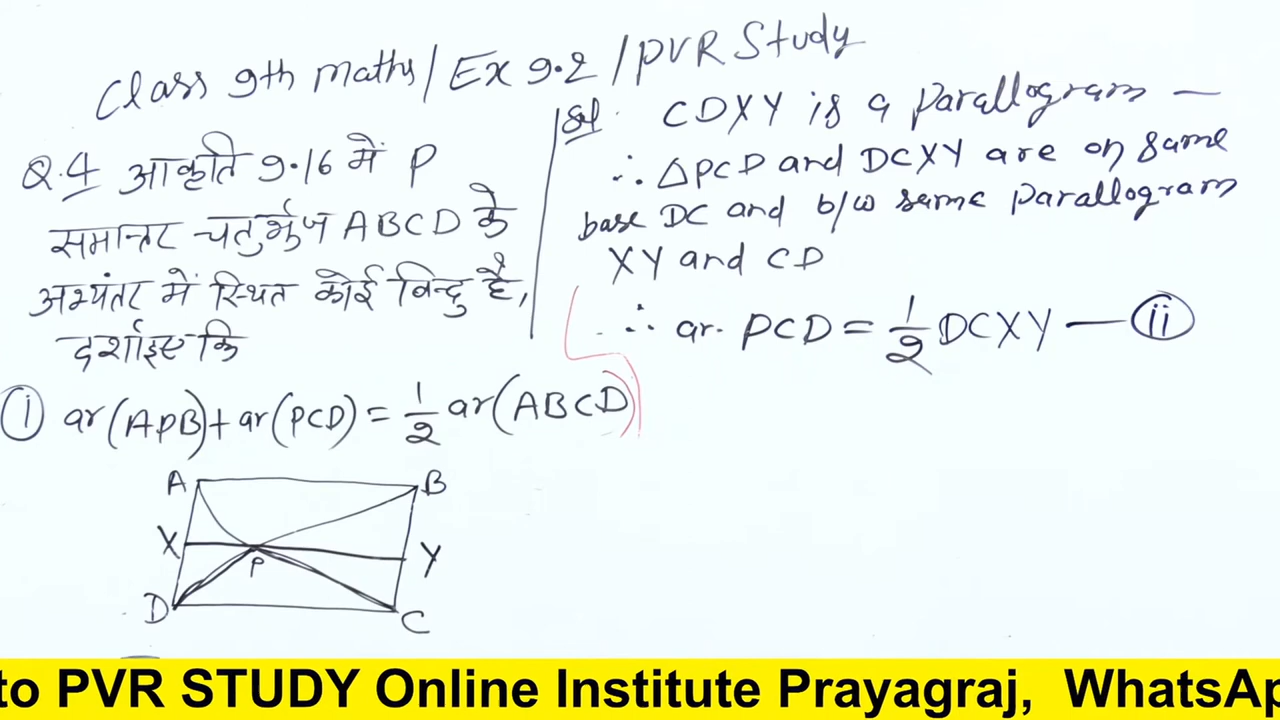 Class 9th maths/ Ex 9.2 / PVR Study
Q.4 आकृति 9.16 में P
समान्तर चतुर्भुज ABCD के
अभ्यंतर में स्थित कोई विन्दु है,
दर्शाइए कि
(i) ar(APB)+ar(PCD) = 1/2 ar(ABCD)
A B
X Y
P
D C
Sol. CDXY is a Parallogram —
∴ △PCD and DCXY are on same
base DC and b/w same Parallogram
XY and CD
∴ ar. PCD = 1/2 DCXY — (ii)
to PVR STUDY Online Institute Prayagraj, WhatsAp